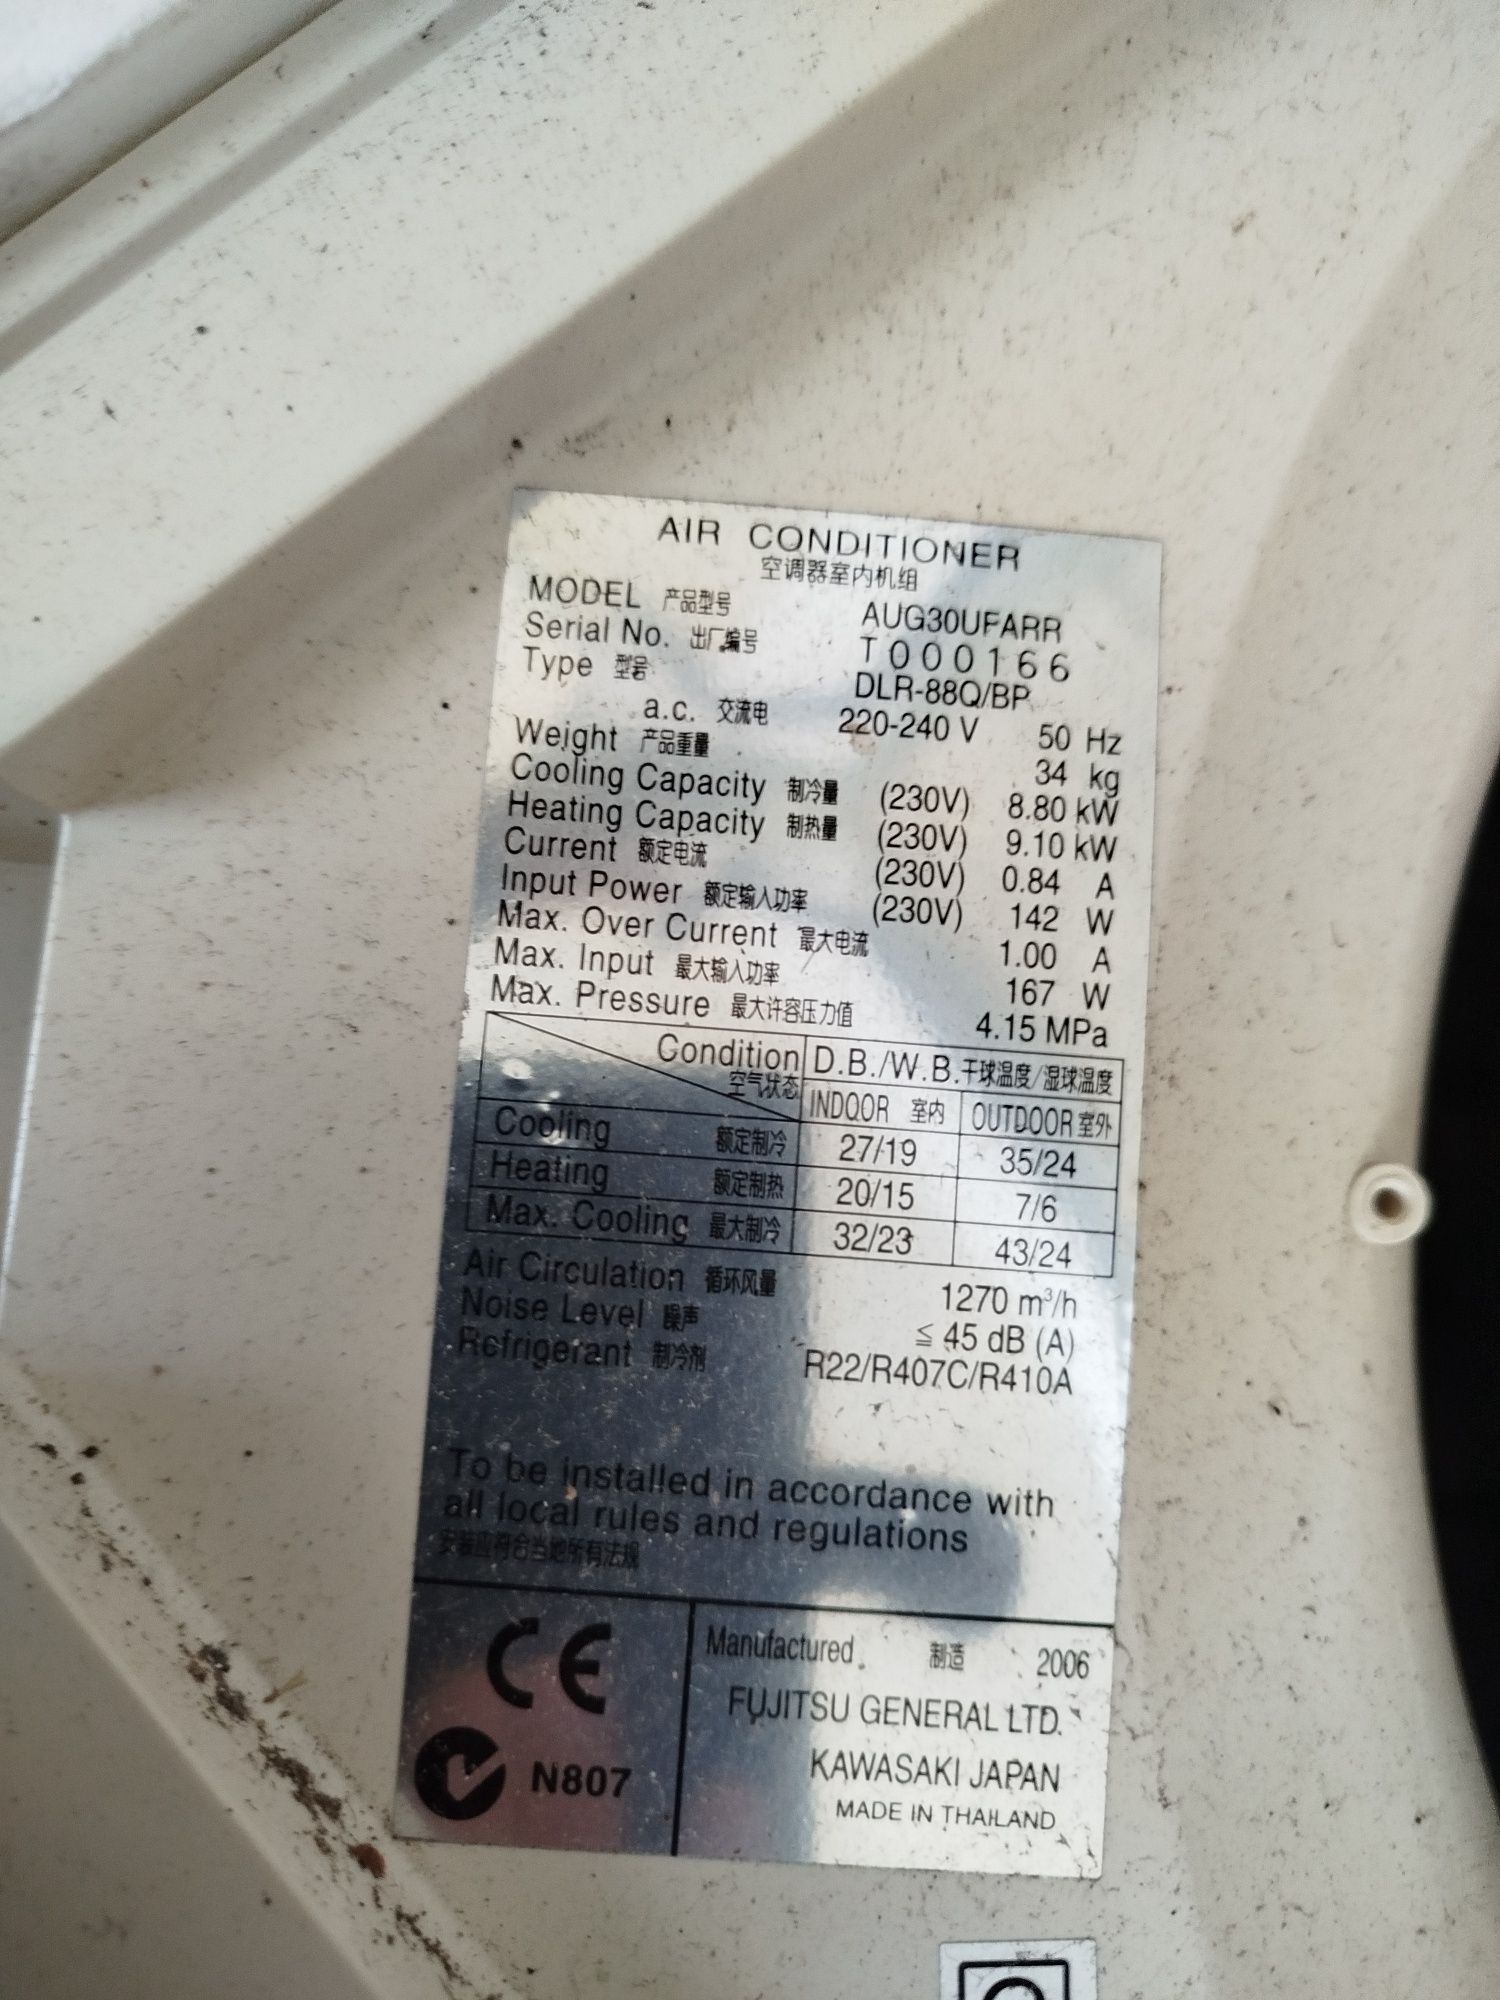 AIR CONDITIONER
空调器室内机组
MODEL 产品型号 AUG30UFARR
Serial No. 出厂编号 T000166
Type 型号 DLR-88Q/BP
a.c. 交流电 220-240 V 50 Hz
Weight 产品重量 34 kg
Cooling Capacity 制冷量 (230V) 8.80 kW
Heating Capacity 制热量 (230V) 9.10 kW
Current 额定电流 (230V) 0.84 A
Input Power 额定输入功率 (230V) 142 W
Max. Over Current 最大电流 1.00 A
Max. Input 最大输入功率 167 W
Max. Pressure 最大许容压力值 4.15 MPa
Condition D.B./W.B. 干球温度/湿球温度
空气状态 INDOOR 室内 OUTDOOR 室外
Cooling 额定制冷 27/19 35/24
Heating 额定制热 20/15 7/6
Max. Cooling 最大制冷 32/23 43/24
Air Circulation 循环风量 1270 m³/h
Noise Level 噪声 ≦ 45 dB (A)
Refrigerant 制冷剂 R22/R407C/R410A
To be installed in accordance with
all local rules and regulations
安装应符合当地所有法规
CE
N807
Manufactured 制造 2006
FUJITSU GENERAL LTD.
KAWASAKI JAPAN
MADE IN THAILAND